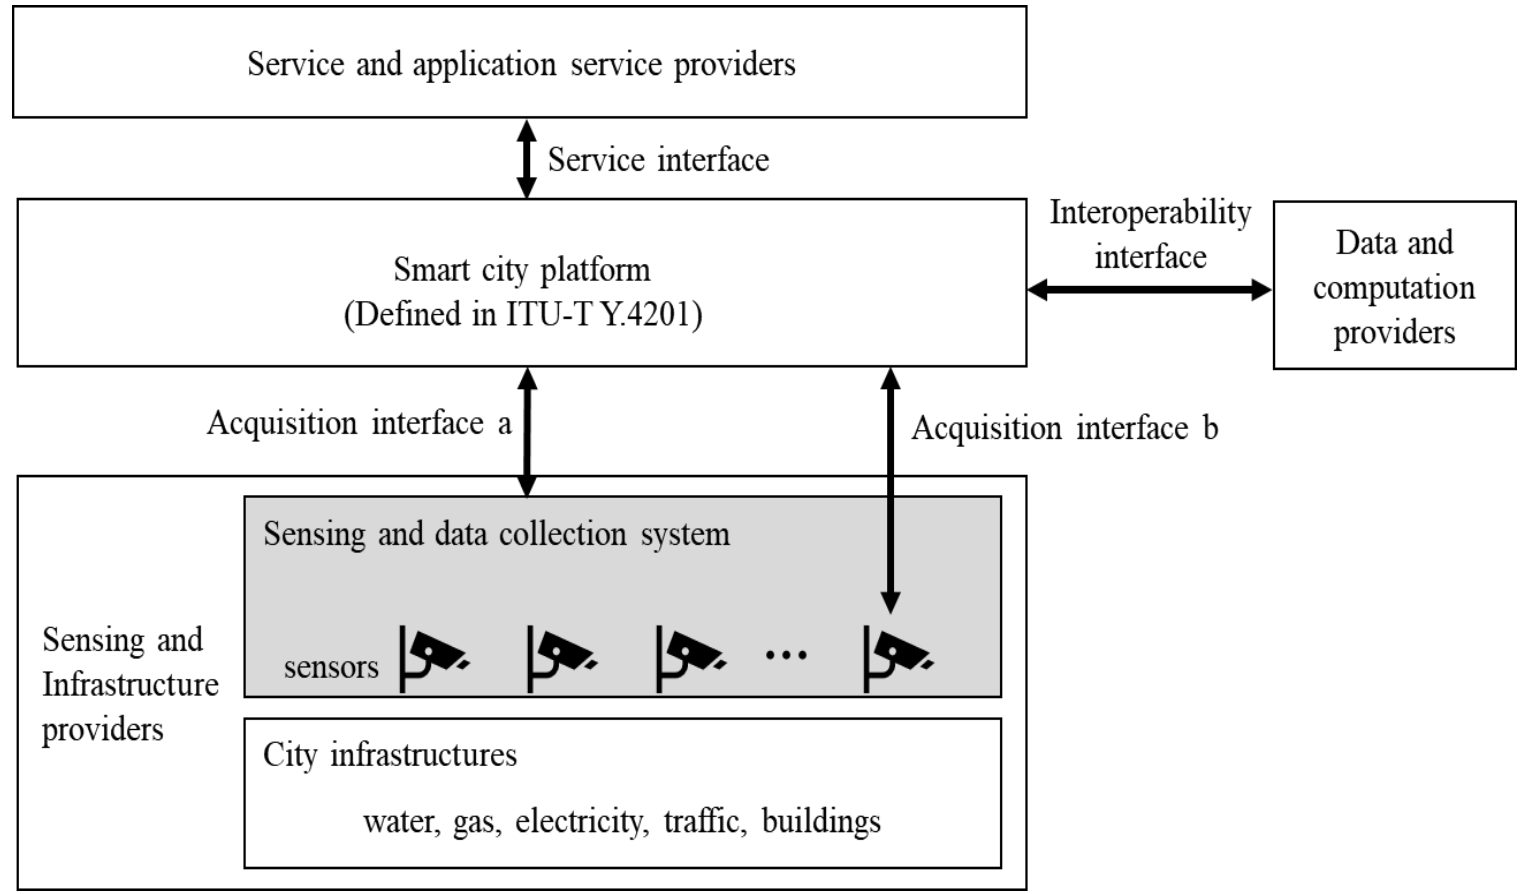 Service and application service providers
Service interface
Smart city platform
(Defined in ITU-T Y.4201)
Interoperability
interface
Data and
computation
providers
Acquisition interface a
Acquisition interface b
Sensing and
Infrastructure
providers
Sensing and data collection system
sensors
...
City infrastructures
water, gas, electricity, traffic, buildings